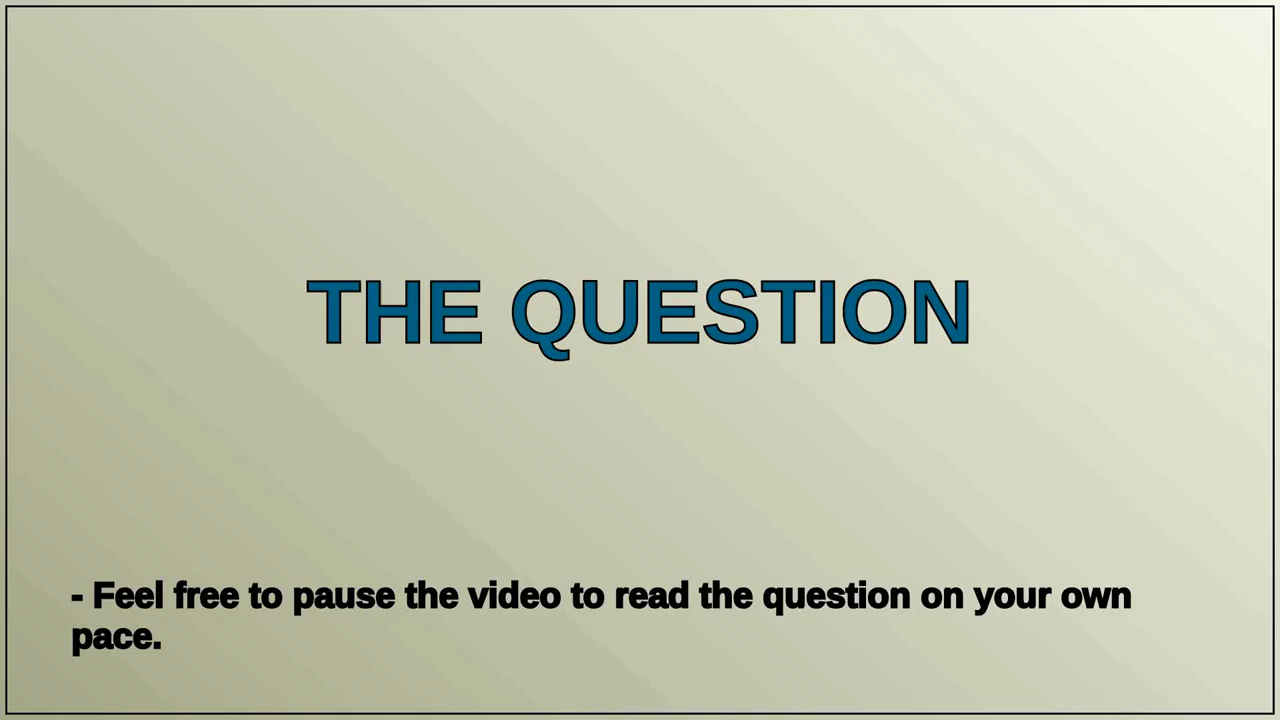 THE QUESTION
- Feel free to pause the video to read the question on your own
pace.